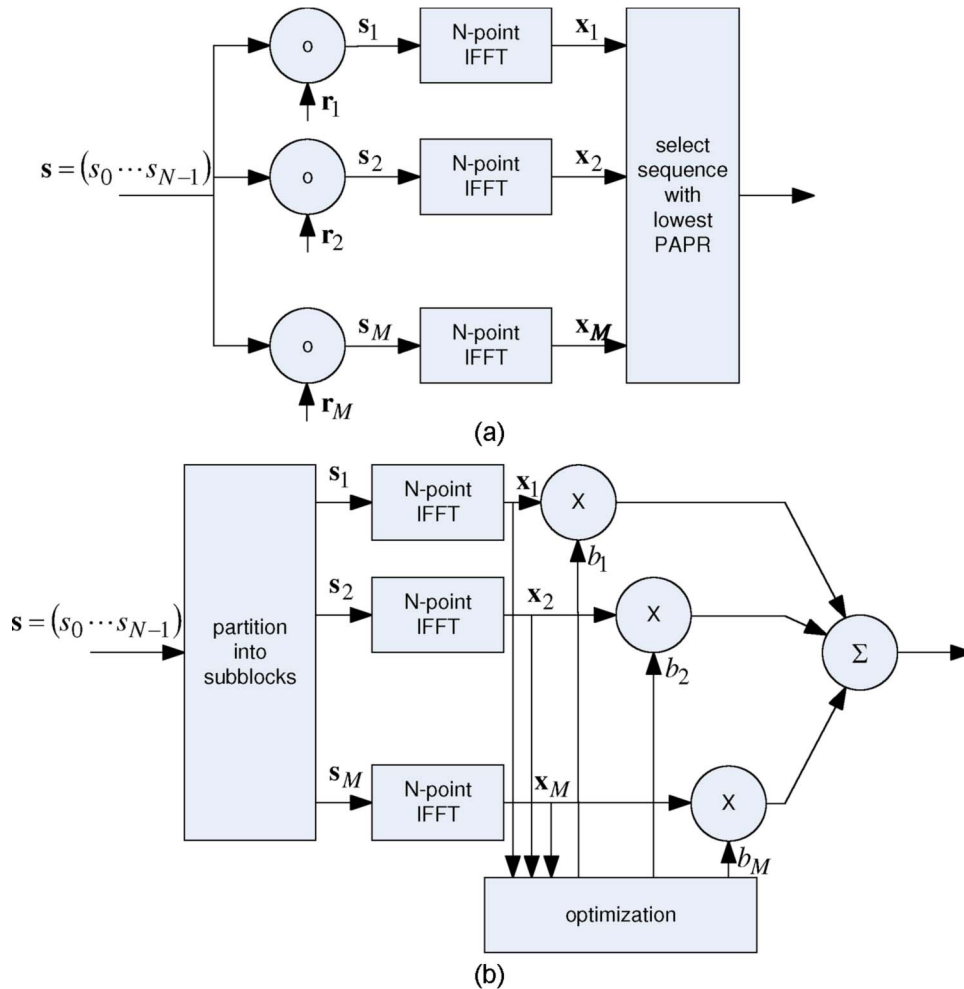 s₁
N-point
IFFT
x₁
o
r₁
s = (s₀ ⋯ s_{N−1})
s₂
N-point
IFFT
x₂
o
r₂
select
sequence
with
lowest
PAPR
s_M
N-point
IFFT
x_M
o
r_M
(a)
s₁
N-point
IFFT
x₁
X
b₁
s₂
N-point
IFFT
x₂
X
b₂
s = (s₀ ⋯ s_{N−1})
partition
into
subblocks
Σ
s_M
N-point
IFFT
x_M
X
b_M
optimization
(b)